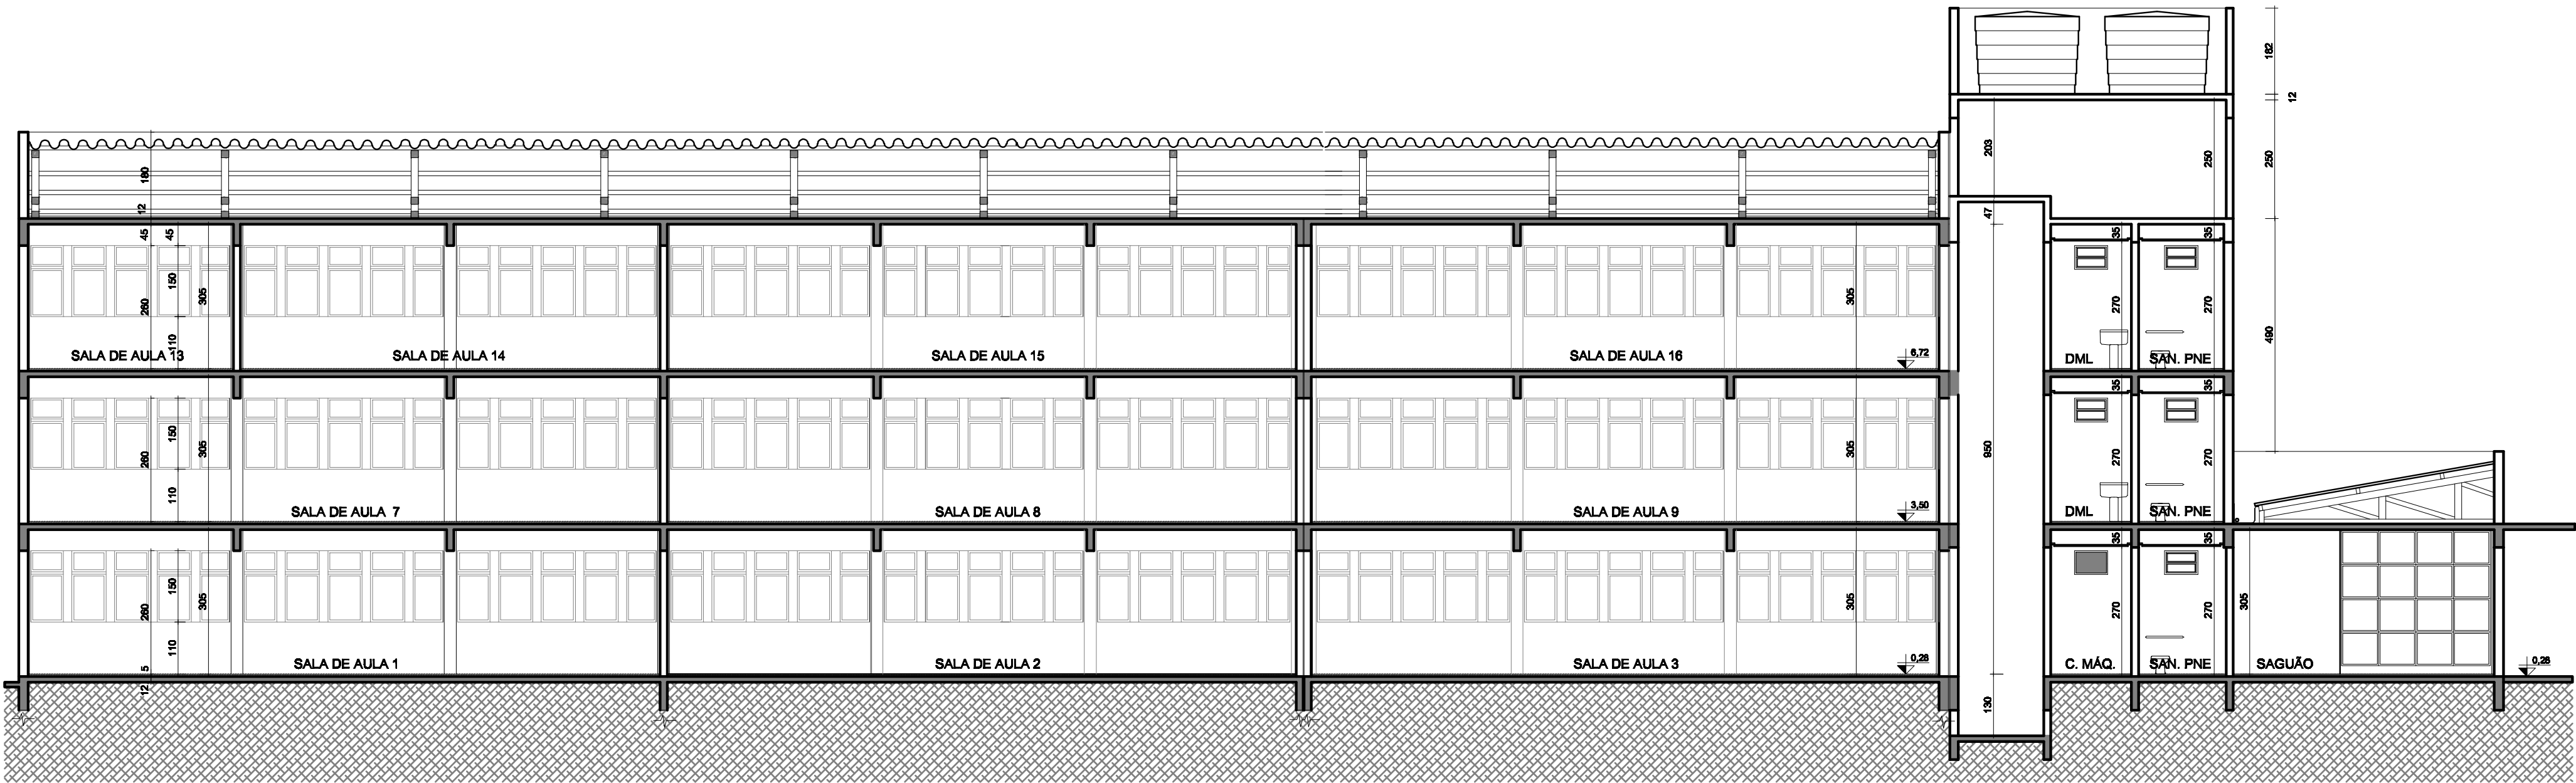 182
12
203
250
250
180
12
47
45
45
35
35
150
260
305
305
270
270
490
110
SALA DE AULA 13
SALA DE AULA 14
SALA DE AULA 15
SALA DE AULA 16
6,72
DML
SAN. PNE
35
35
150
260
305
305
950
270
270
110
SALA DE AULA 7
SALA DE AULA 8
SALA DE AULA 9
3,50
DML
SAN. PNE
35
35
150
260
305
305
270
270
305
110
SALA DE AULA 1
SALA DE AULA 2
SALA DE AULA 3
0,28
C. MÁQ.
SAN. PNE
SAGUÃO
0,28
5
12
130